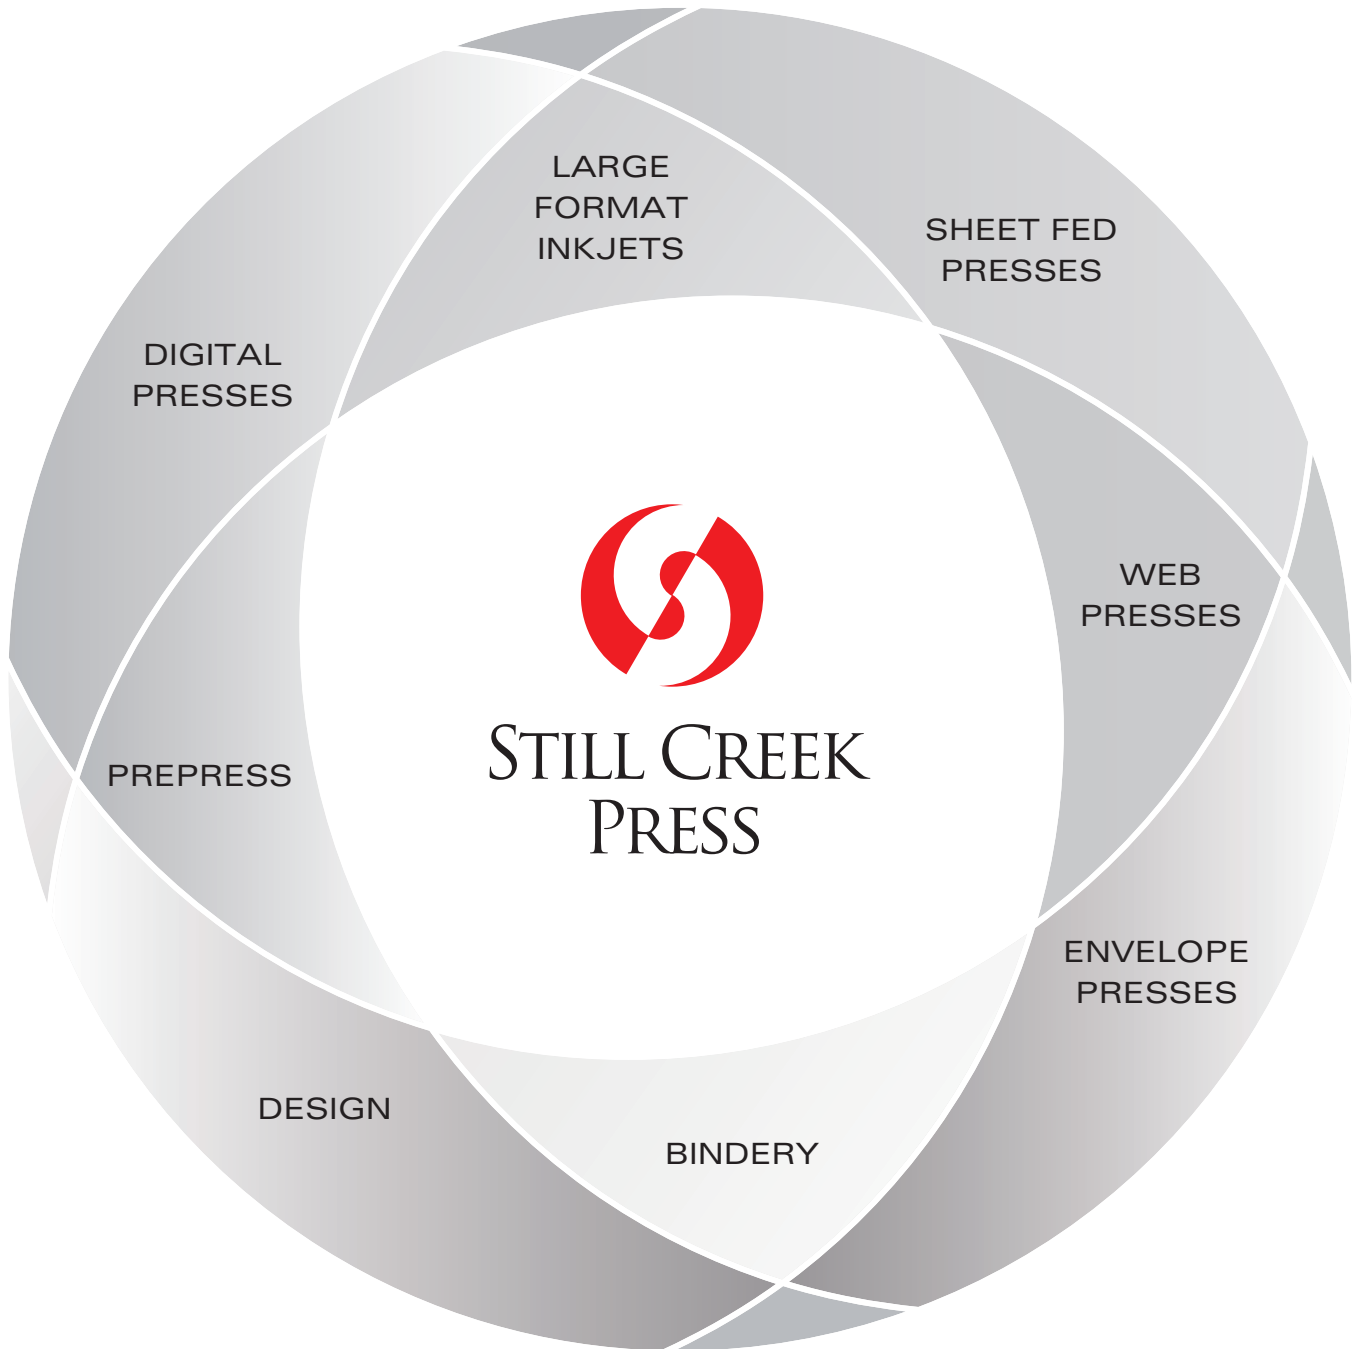 LARGE
FORMAT
INKJETS
SHEET FED
PRESSES
DIGITAL
PRESSES
WEB
PRESSES
STILL CREEK
PRESS
PREPRESS
ENVELOPE
PRESSES
DESIGN
BINDERY